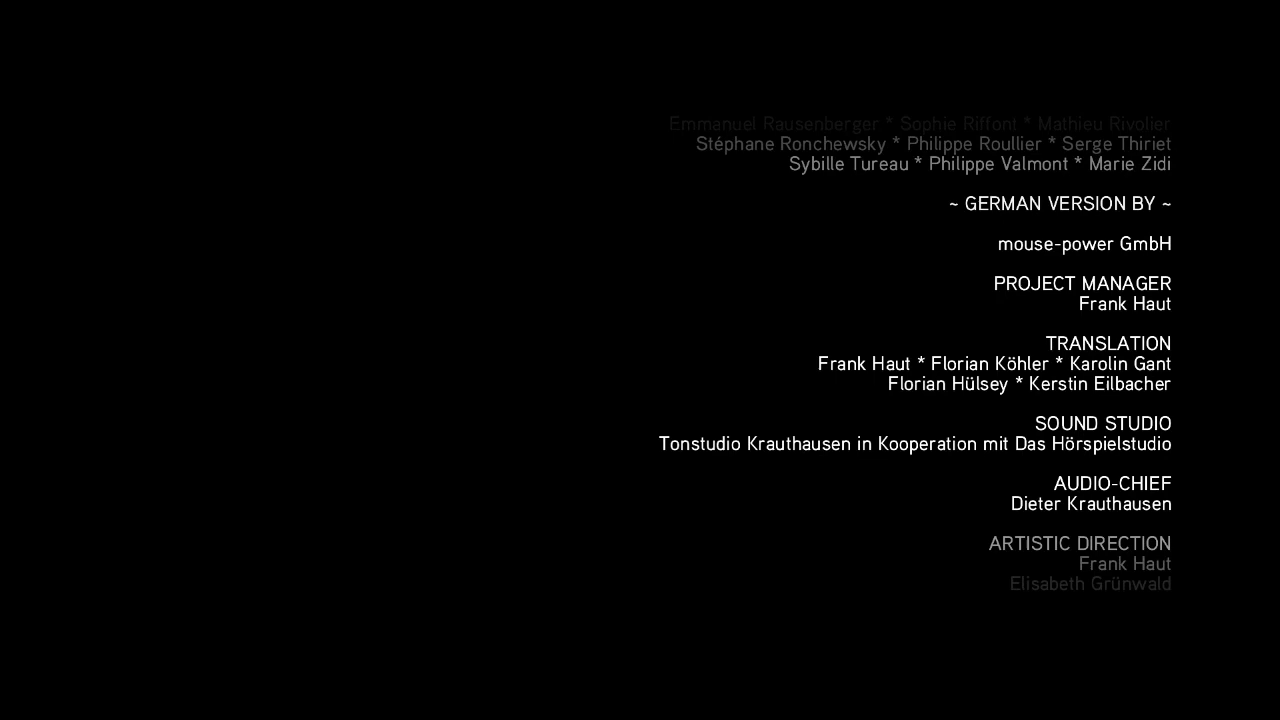 Emmanuel Rausenberger * Sophie Riffont * Mathieu Rivolier
Stéphane Ronchewsky * Philippe Roullier * Serge Thiriet
Sybille Tureau * Philippe Valmont * Marie Zidi
~ GERMAN VERSION BY ~
mouse-power GmbH
PROJECT MANAGER
Frank Haut
TRANSLATION
Frank Haut * Florian Köhler * Karolin Gant
Florian Hülsey * Kerstin Eilbacher
SOUND STUDIO
Tonstudio Krauthausen in Kooperation mit Das Hörspielstudio
AUDIO-CHIEF
Dieter Krauthausen
ARTISTIC DIRECTION
Frank Haut
Elisabeth Grünwald